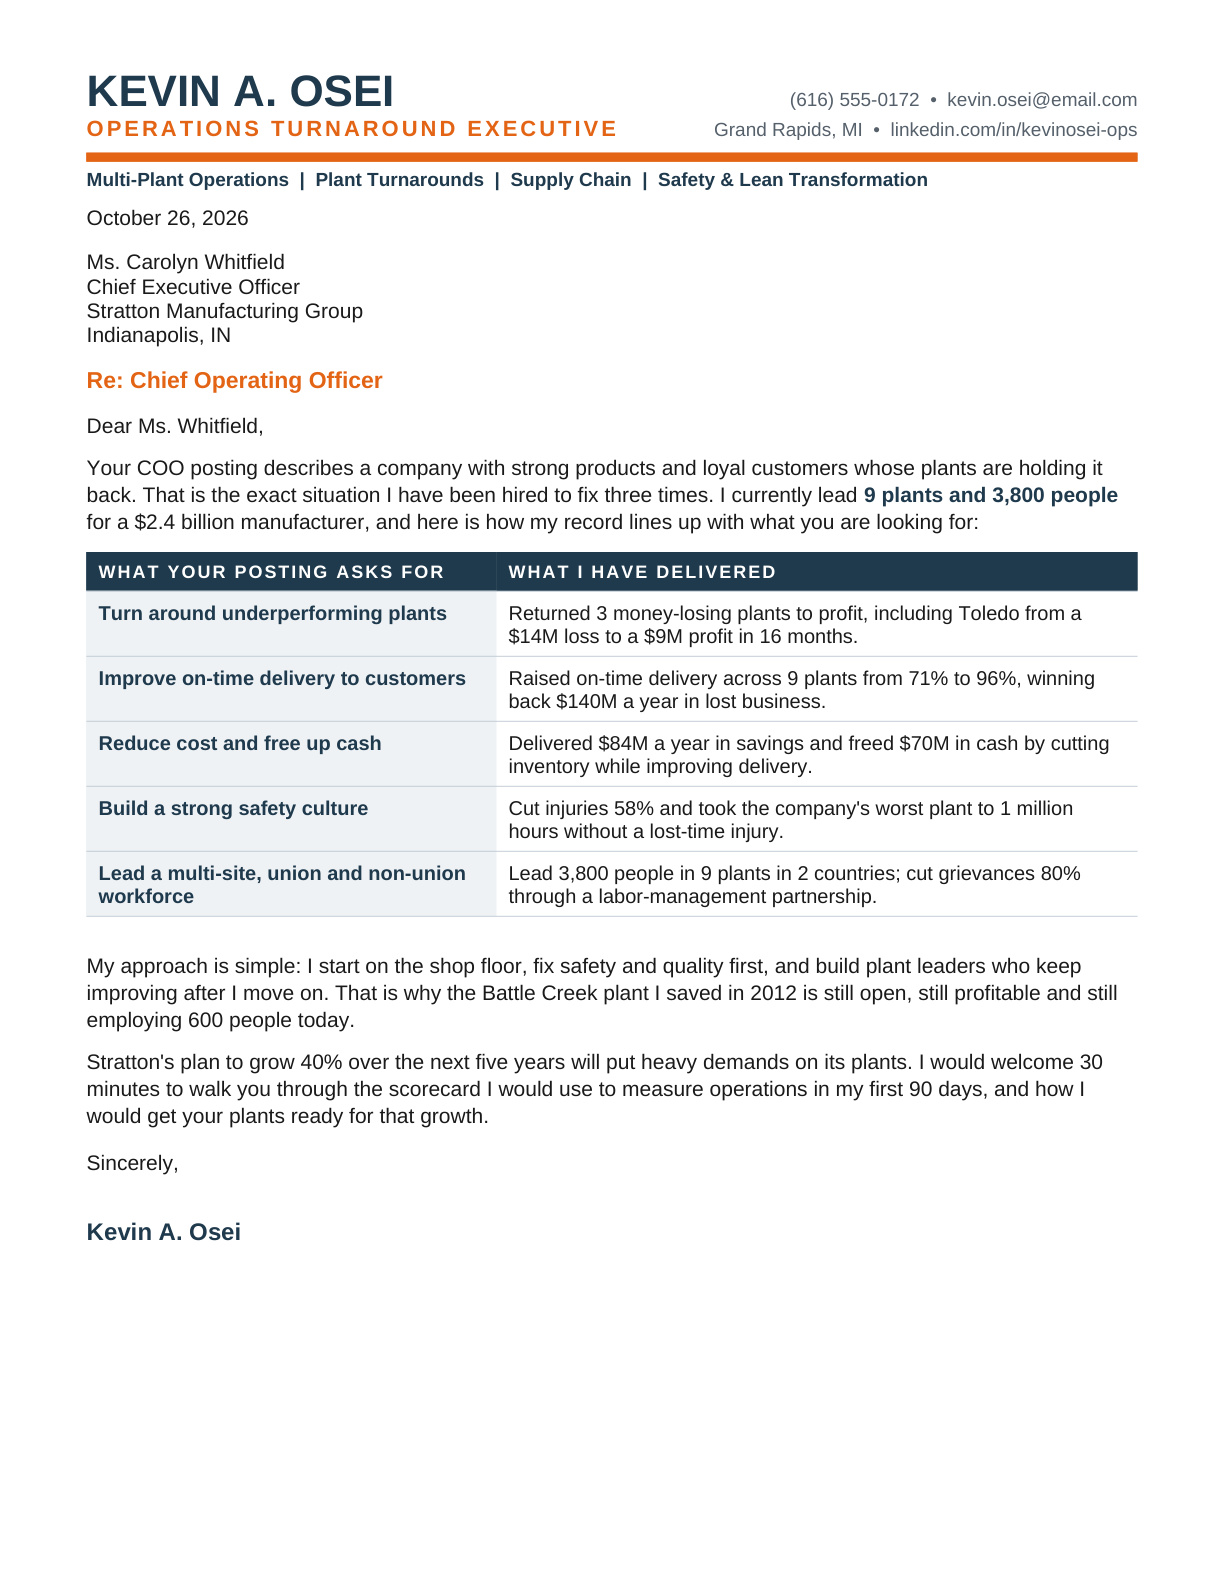 KEVIN A. OSEI
OPERATIONS TURNAROUND EXECUTIVE
(616) 555-0172 • kevin.osei@email.com
Grand Rapids, MI • linkedin.com/in/kevinosei-ops
Multi-Plant Operations | Plant Turnarounds | Supply Chain | Safety & Lean Transformation
October 26, 2026
Ms. Carolyn Whitfield
Chief Executive Officer
Stratton Manufacturing Group
Indianapolis, IN
Re: Chief Operating Officer
Dear Ms. Whitfield,
Your COO posting describes a company with strong products and loyal customers whose plants are holding it
back. That is the exact situation I have been hired to fix three times. I currently lead 9 plants and 3,800 people
for a $2.4 billion manufacturer, and here is how my record lines up with what you are looking for:
WHAT YOUR POSTING ASKS FOR
WHAT I HAVE DELIVERED
Turn around underperforming plants
Returned 3 money-losing plants to profit, including Toledo from a
$14M loss to a $9M profit in 16 months.
Improve on-time delivery to customers
Raised on-time delivery across 9 plants from 71% to 96%, winning
back $140M a year in lost business.
Reduce cost and free up cash
Delivered $84M a year in savings and freed $70M in cash by cutting
inventory while improving delivery.
Build a strong safety culture
Cut injuries 58% and took the company's worst plant to 1 million
hours without a lost-time injury.
Lead a multi-site, union and non-union
workforce
Lead 3,800 people in 9 plants in 2 countries; cut grievances 80%
through a labor-management partnership.
My approach is simple: I start on the shop floor, fix safety and quality first, and build plant leaders who keep
improving after I move on. That is why the Battle Creek plant I saved in 2012 is still open, still profitable and still
employing 600 people today.
Stratton's plan to grow 40% over the next five years will put heavy demands on its plants. I would welcome 30
minutes to walk you through the scorecard I would use to measure operations in my first 90 days, and how I
would get your plants ready for that growth.
Sincerely,
Kevin A. Osei